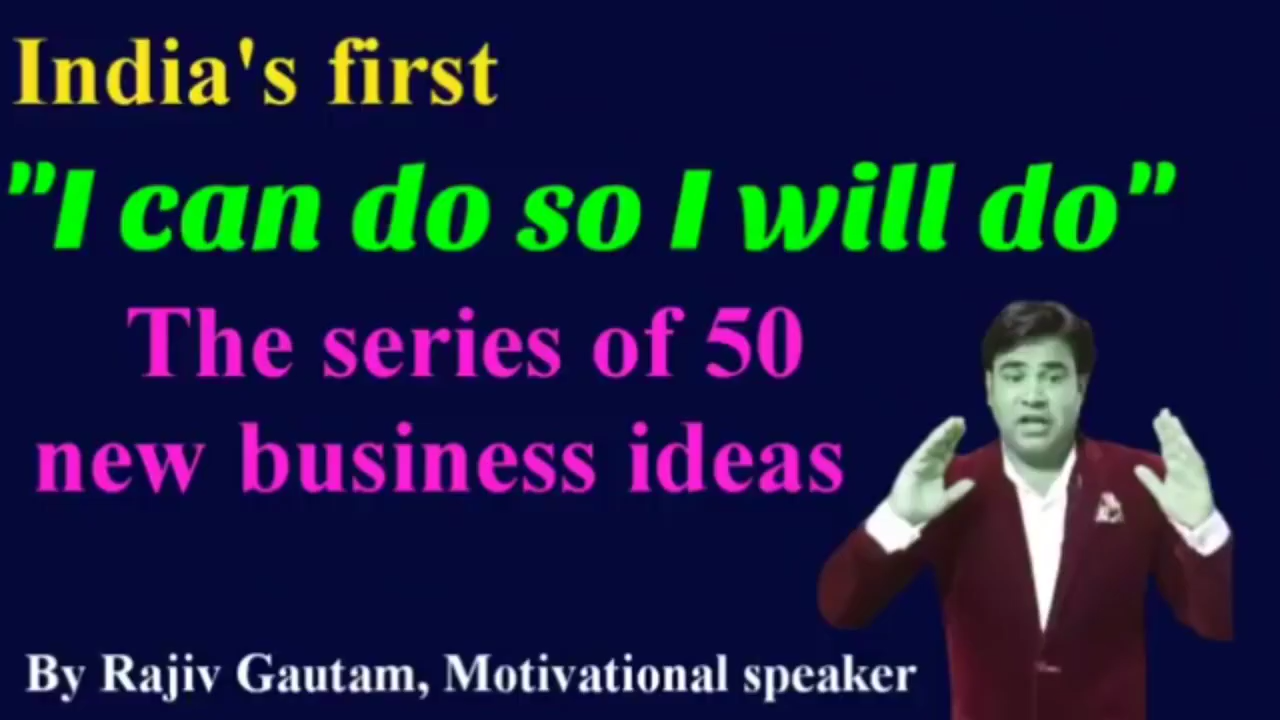 India's first
"I can do so I will do"
The series of 50
new business ideas
By Rajiv Gautam, Motivational speaker